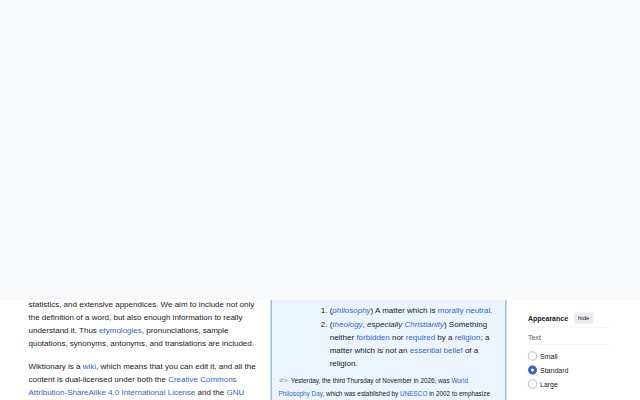 statistics, and extensive appendices. We aim to include not only
the definition of a word, but also enough information to really
understand it. Thus etymologies, pronunciations, sample
quotations, synonyms, antonyms, and translations are included.
Wiktionary is a wiki, which means that you can edit it, and all the
content is dual-licensed under both the Creative Commons
Attribution-ShareAlike 4.0 International License and the GNU
1. (philosophy) A matter which is morally neutral.
2. (theology, especially Christianity) Something
neither forbidden nor required by a religion; a
matter which is not an essential belief of a
religion.
Yesterday, the third Thursday of November in 2026, was World
Philosophy Day, which was established by UNESCO in 2002 to emphasize
Appearance hide
Text
Small
Standard
Large